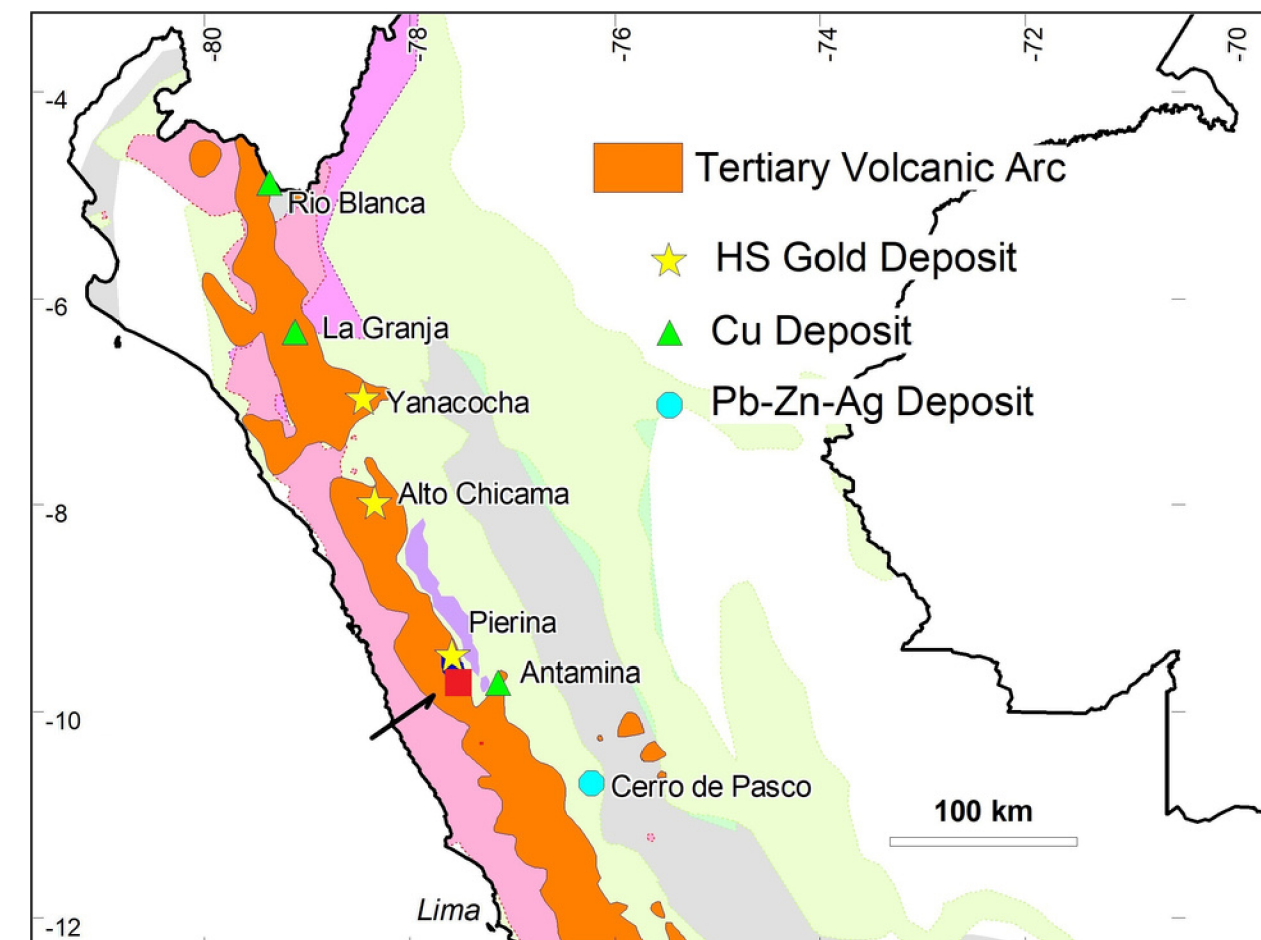 -80
-78
-76
-74
-72
-70
-4
Tertiary Volcanic Arc
Rio Blanca
HS Gold Deposit
-6
La Granja
Cu Deposit
Yanacocha
Pb-Zn-Ag Deposit
Alto Chicama
-8
Pierina
Antamina
-10
Cerro de Pasco
100 km
Lima
-12